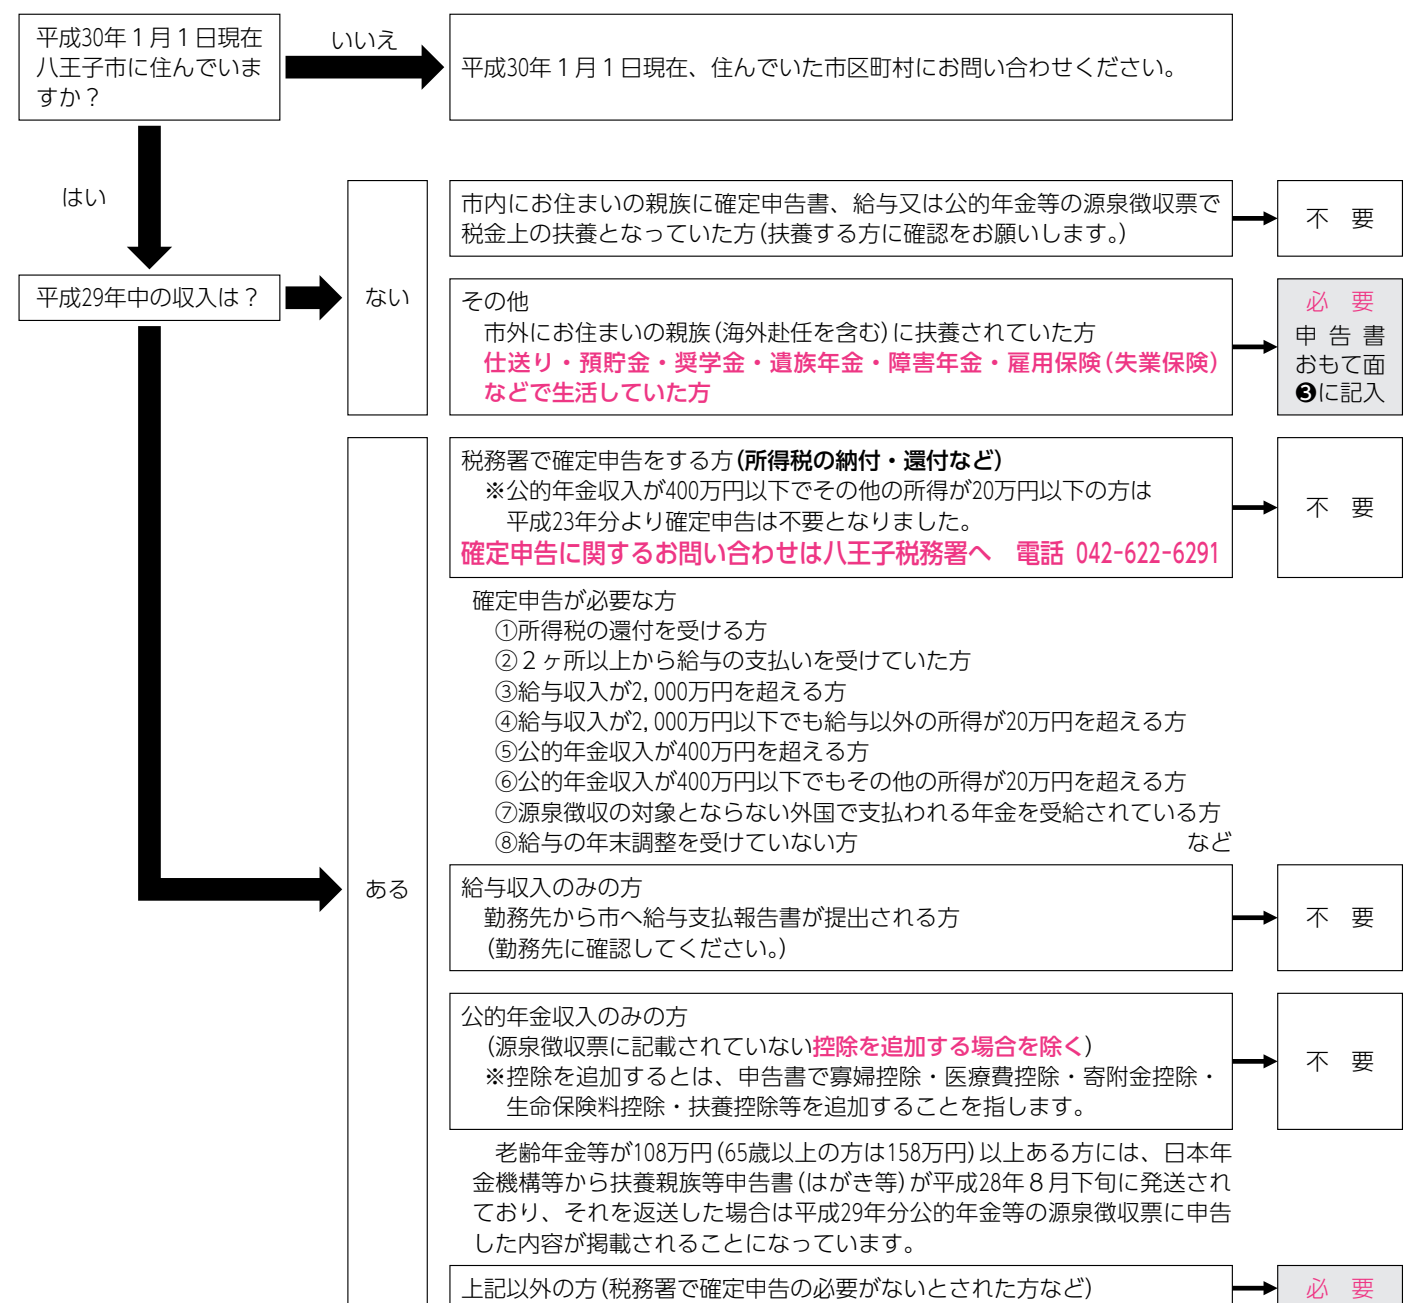 平成30年1月1日現在
八王子市に住んでいま
すか？
いいえ
平成30年1月1日現在、住んでいた市区町村にお問い合わせください。
はい
平成29年中の収入は？
ない
市内にお住まいの親族に確定申告書、給与又は公的年金等の源泉徴収票で
税金上の扶養となっていた方(扶養する方に確認をお願いします。)
不　要
その他
市外にお住まいの親族(海外赴任を含む)に扶養されていた方
仕送り・預貯金・奨学金・遺族年金・障害年金・雇用保険(失業保険)
などで生活していた方
必　要
申 告 書
おもて面
❸に記入
ある
税務署で確定申告をする方(所得税の納付・還付など)
※公的年金収入が400万円以下でその他の所得が20万円以下の方は
平成23年分より確定申告は不要となりました。
確定申告に関するお問い合わせは八王子税務署へ　電話 042-622-6291
不　要
確定申告が必要な方
①所得税の還付を受ける方
②２ヶ所以上から給与の支払いを受けていた方
③給与収入が2,000万円を超える方
④給与収入が2,000万円以下でも給与以外の所得が20万円を超える方
⑤公的年金収入が400万円を超える方
⑥公的年金収入が400万円以下でもその他の所得が20万円を超える方
⑦源泉徴収の対象とならない外国で支払われる年金を受給されている方
⑧給与の年末調整を受けていない方　など
給与収入のみの方
勤務先から市へ給与支払報告書が提出される方
(勤務先に確認してください。)
不　要
公的年金収入のみの方
(源泉徴収票に記載されていない控除を追加する場合を除く)
※控除を追加するとは、申告書で寡婦控除・医療費控除・寄附金控除・
生命保険料控除・扶養控除等を追加することを指します。
不　要
老齢年金等が108万円(65歳以上の方は158万円)以上ある方には、日本年
金機構等から扶養親族等申告書(はがき等)が平成28年８月下旬に発送され
ており、それを返送した場合は平成29年分公的年金等の源泉徴収票に申告
した内容が掲載されることになっています。
上記以外の方(税務署で確定申告の必要がないとされた方など)
必　要